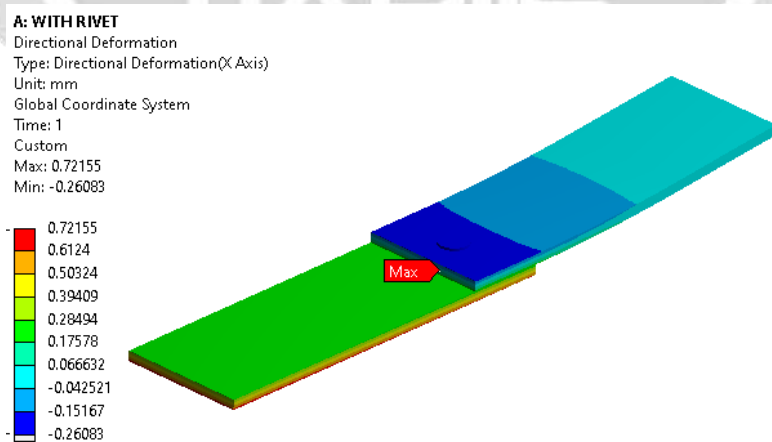 A: WITH RIVET
Directional Deformation
Type: Directional Deformation(X Axis)
Unit: mm
Global Coordinate System
Time: 1
Custom
Max: 0.72155
Min: -0.26083
0.72155
0.6124
0.50324
0.39409
0.28494
0.17578
0.066632
-0.042521
-0.15167
-0.26083
Max